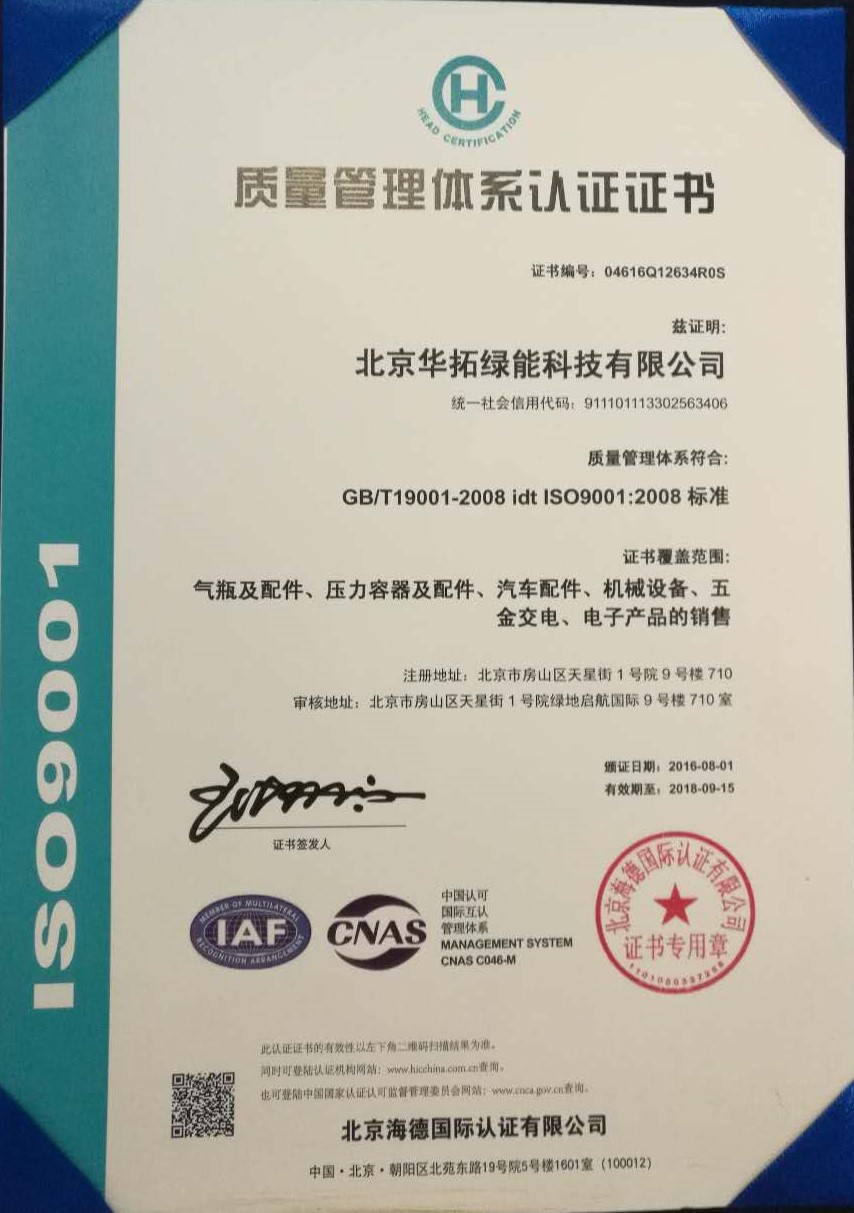 HC
HEAD CERTIFICATION
质量管理体系认证证书
证书编号：04616Q12634R0S
兹证明：
北京华拓绿能科技有限公司
统一社会信用代码：911101113302563406
质量管理体系符合：
GB/T19001-2008 idt ISO9001:2008 标准
证书覆盖范围：
气瓶及配件、压力容器及配件、汽车配件、机械设备、五
金交电、电子产品的销售
注册地址：北京市房山区天星街 1 号院 9 号楼 710
审核地址：北京市房山区天星街 1 号院绿地启航国际 9 号楼 710 室
颁证日期：2016-08-01
有效期至：2018-09-15
证书签发人
ISO9001
MEMBER OF MULTILATERAL
IAF
RECOGNITION ARRANGEMENT
CNAS
中国认可
国际互认
管理体系
MANAGEMENT SYSTEM
CNAS C046-M
北京海德国际认证有限公司
证书专用章
此认证证书的有效性以左下角二维码扫描结果为准。
同时可登陆认证机构网站：www.hicchina.com.cn查询。
也可登陆中国国家认证认可监督管理委员会网站：www.cnca.gov.cn查询。
北京海德国际认证有限公司
中国·北京·朝阳区北苑东路19号院5号楼1601室（100012）